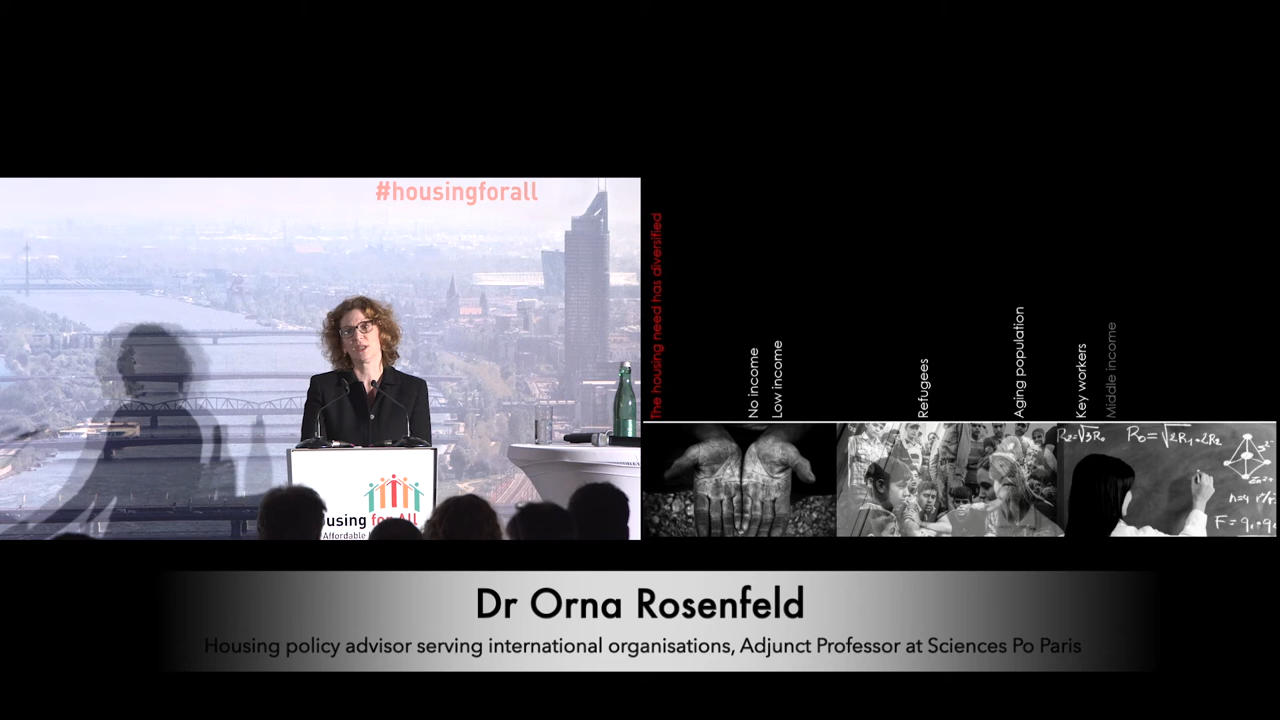 #housingforall
using for All
Affordable
The housing need has diversified
No income
Low income
Refugees
Aging population
Key workers
Middle income
Dr Orna Rosenfeld
Housing policy advisor serving international organisations, Adjunct Professor at Sciences Po Paris